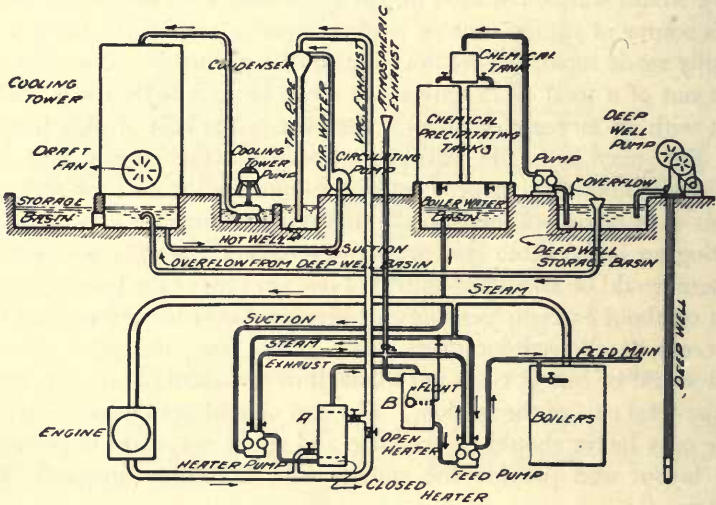 COOLING
TOWER
DRAFT
FAN
STORAGE
BASIN
CONDENSER
COOLING
TOWER
PUMP
HOT WELL
TAIL PIPE
CIR. WATER
VAC. EXHAUST
ATMOSPHERIC
EXHAUST
CIRCULATING
PUMP
SUCTION
CHEMICAL
TANK
CHEMICAL
PRECIPITATING
TANKS
BOILER WATER
BASIN
PUMP
OVERFLOW
DEEP
WELL
PUMP
DEEP WELL
STORAGE
BASIN
OVERFLOW FROM DEEP WELL BASIN
STEAM
SUCTION
STEAM
EXHAUST
FEED MAIN
DEEP WELL
ENGINE
HEATER PUMP
A
CLOSED
HEATER
B
FLOAT
OPEN
HEATER
FEED PUMP
BOILERS